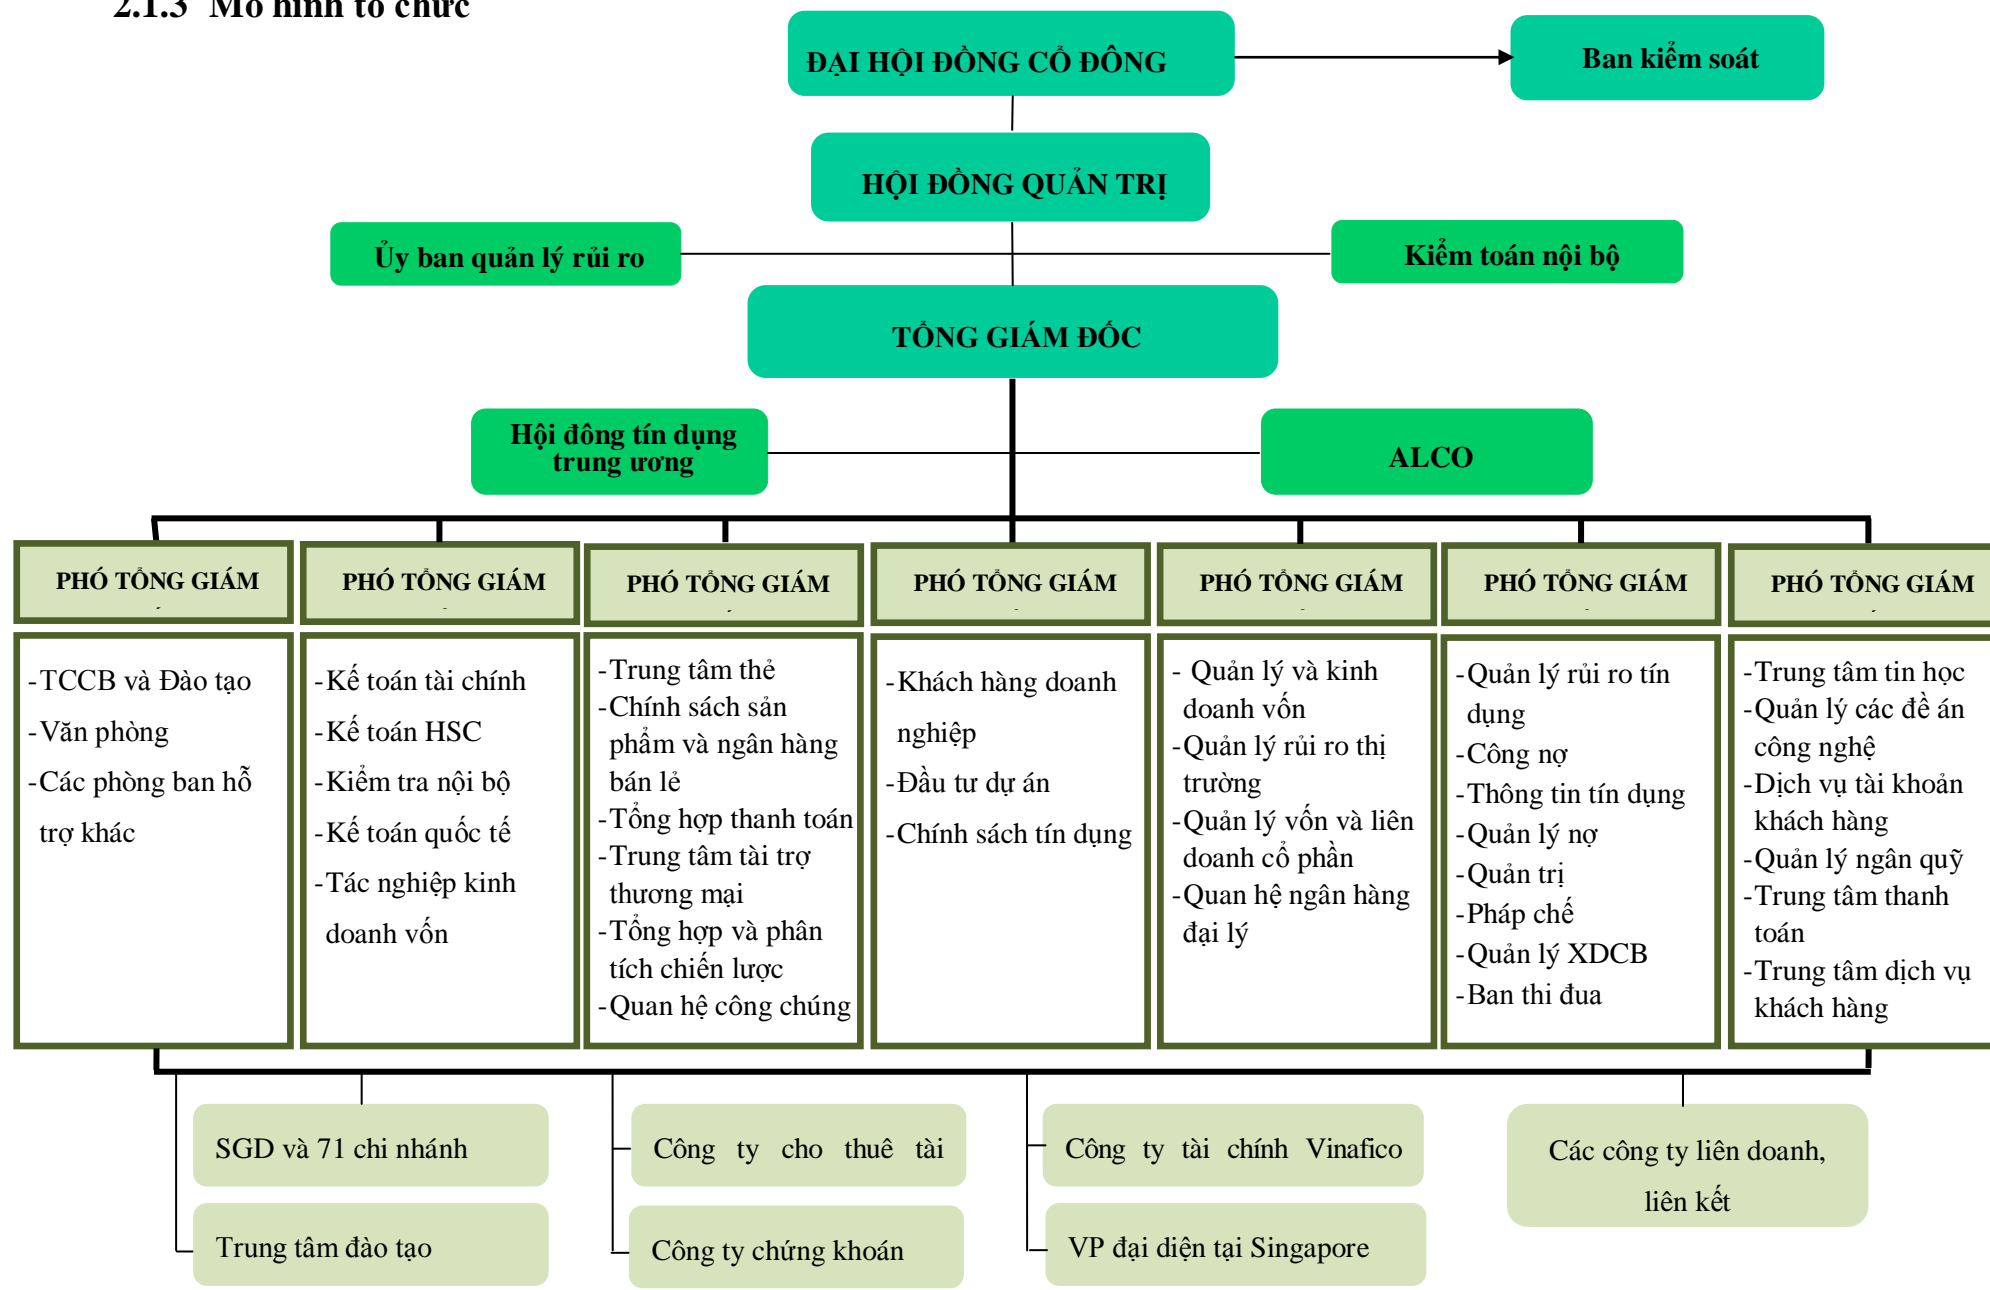 2.1.3 Mô hình tổ chức
ĐẠI HỘI ĐỒNG CỔ ĐÔNG
Ban kiểm soát
HỘI ĐỒNG QUẢN TRỊ
Ủy ban quản lý rủi ro
Kiểm toán nội bộ
TỔNG GIÁM ĐỐC
Hội đông tín dụng
trung ương
ALCO
PHÓ TỔNG GIÁM
PHÓ TỔNG GIÁM
PHÓ TỔNG GIÁM
PHÓ TỔNG GIÁM
PHÓ TỔNG GIÁM
PHÓ TỔNG GIÁM
PHÓ TỔNG GIÁM
-TCCB và Đào tạo
-Văn phòng
-Các phòng ban hỗ
trợ khác
-Kế toán tài chính
-Kế toán HSC
-Kiểm tra nội bộ
-Kế toán quốc tế
-Tác nghiệp kinh
doanh vốn
-Trung tâm thẻ
-Chính sách sản
phẩm và ngân hàng
bán lẻ
-Tổng hợp thanh toán
-Trung tâm tài trợ
thương mại
-Tổng hợp và phân
tích chiến lược
-Quan hệ công chúng
-Khách hàng doanh
nghiệp
-Đầu tư dự án
-Chính sách tín dụng
- Quản lý và kinh
doanh vốn
-Quản lý rủi ro thị
trường
-Quản lý vốn và liên
doanh cổ phần
-Quan hệ ngân hàng
đại lý
-Quản lý rủi ro tín
dụng
-Công nợ
-Thông tin tín dụng
-Quản lý nợ
-Quản trị
-Pháp chế
-Quản lý XDCB
-Ban thi đua
-Trung tâm tin học
-Quản lý các đề án
công nghệ
-Dịch vụ tài khoản
khách hàng
-Quản lý ngân quỹ
-Trung tâm thanh
toán
-Trung tâm dịch vụ
khách hàng
SGD và 71 chi nhánh
Công ty cho thuê tài
Công ty tài chính Vinafico
Các công ty liên doanh,
liên kết
Trung tâm đào tạo
Công ty chứng khoán
VP đại diện tại Singapore